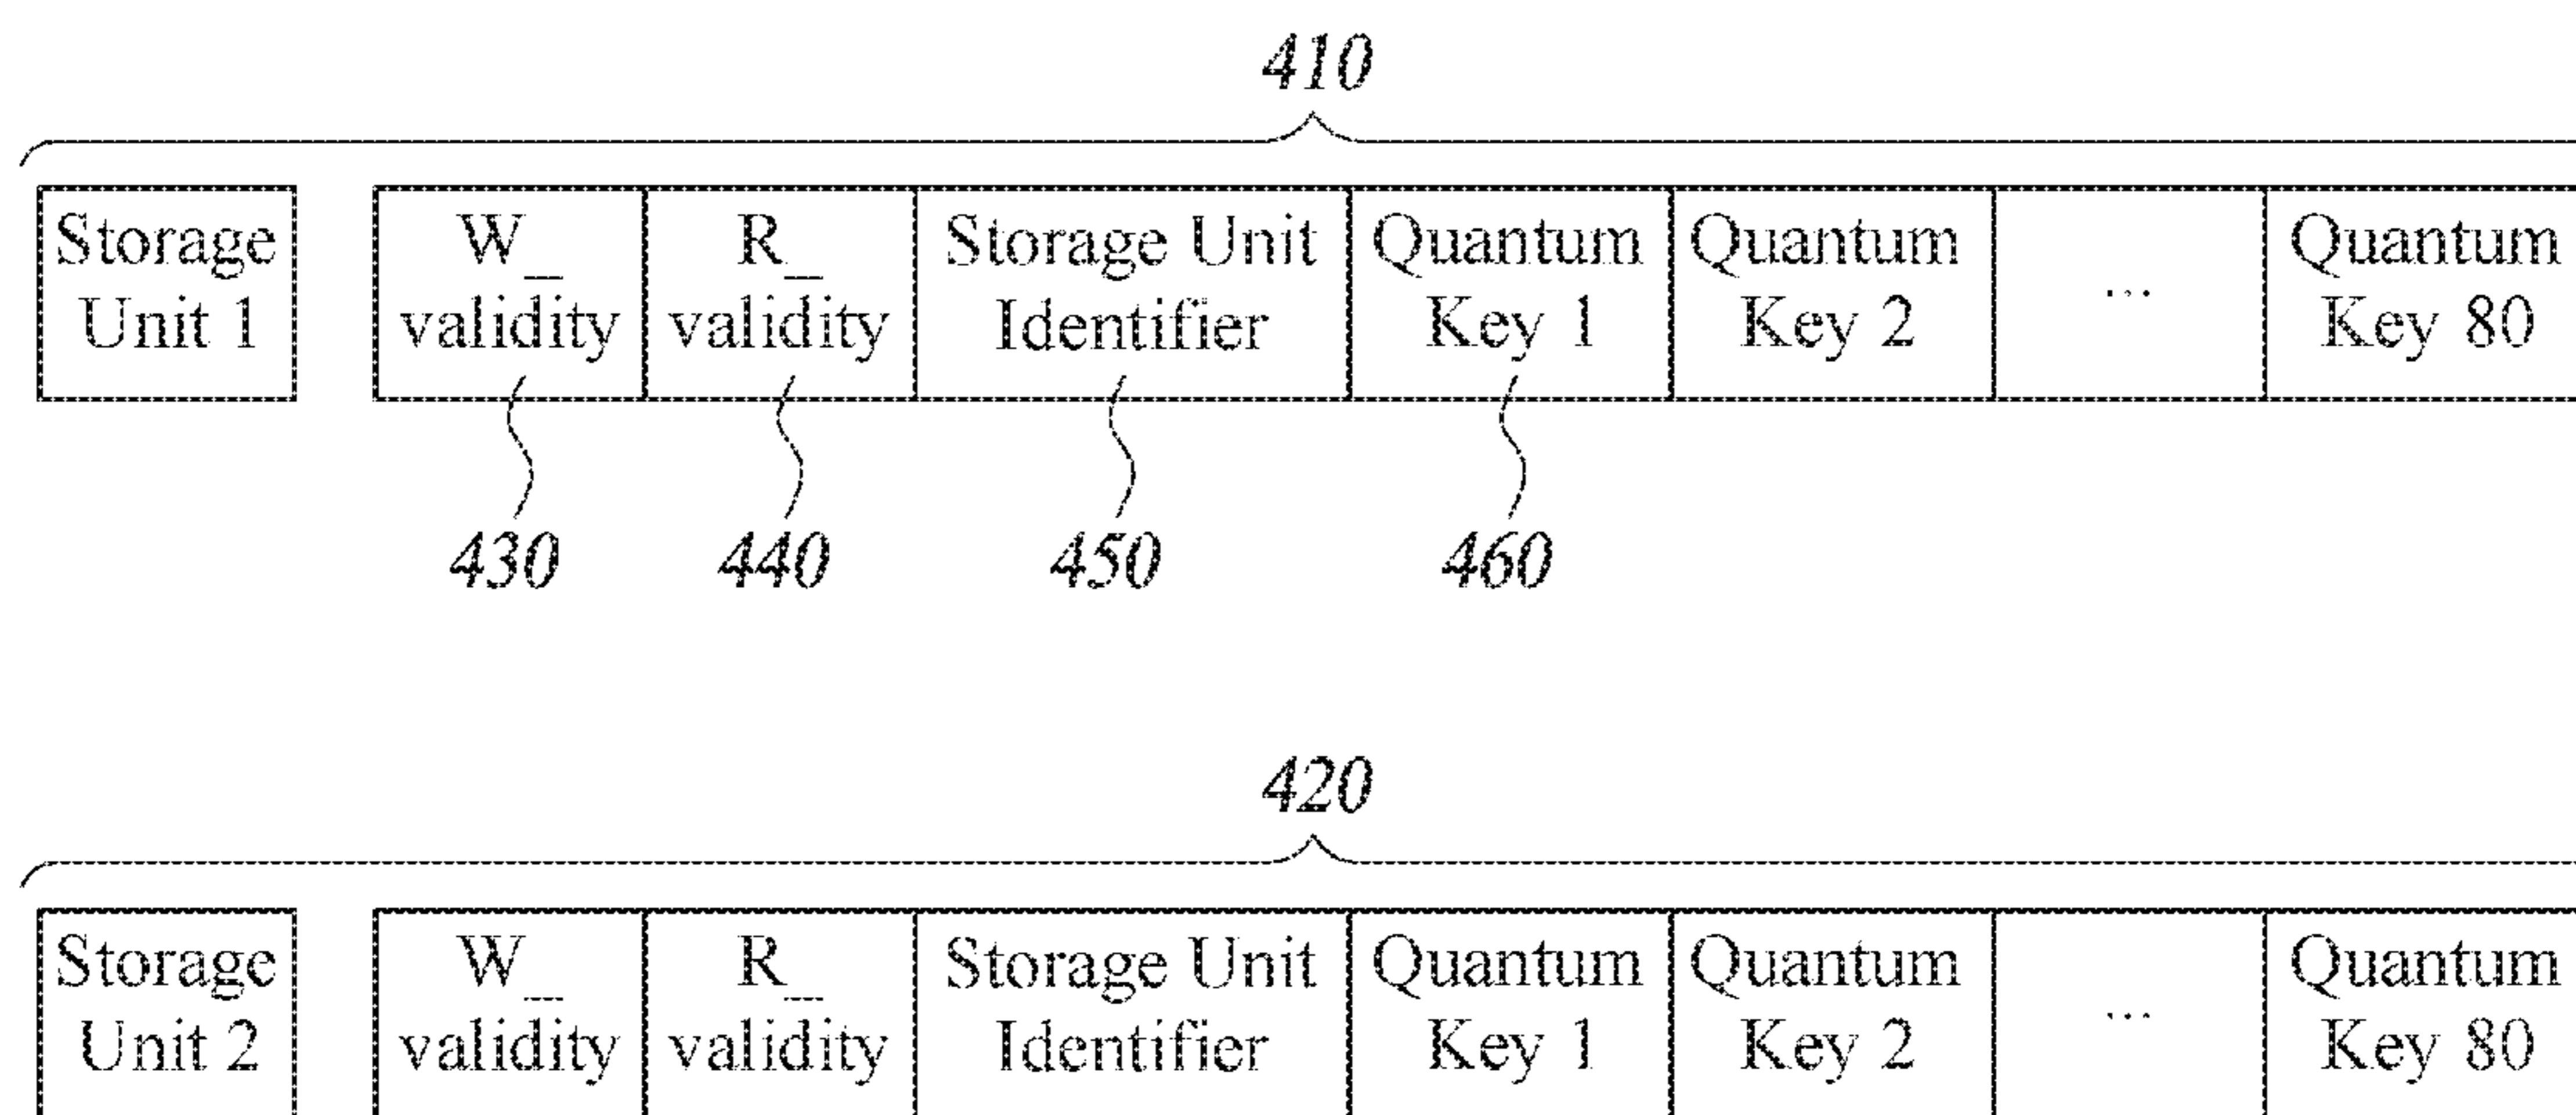 410
Storage Unit 1 W_ validity R_ validity Storage Unit Identifier Quantum Key 1 Quantum Key 2 ... Quantum Key 80
430 440 450 460
420
Storage Unit 2 W_ validity R_ validity Storage Unit Identifier Quantum Key 1 Quantum Key 2 ... Quantum Key 80